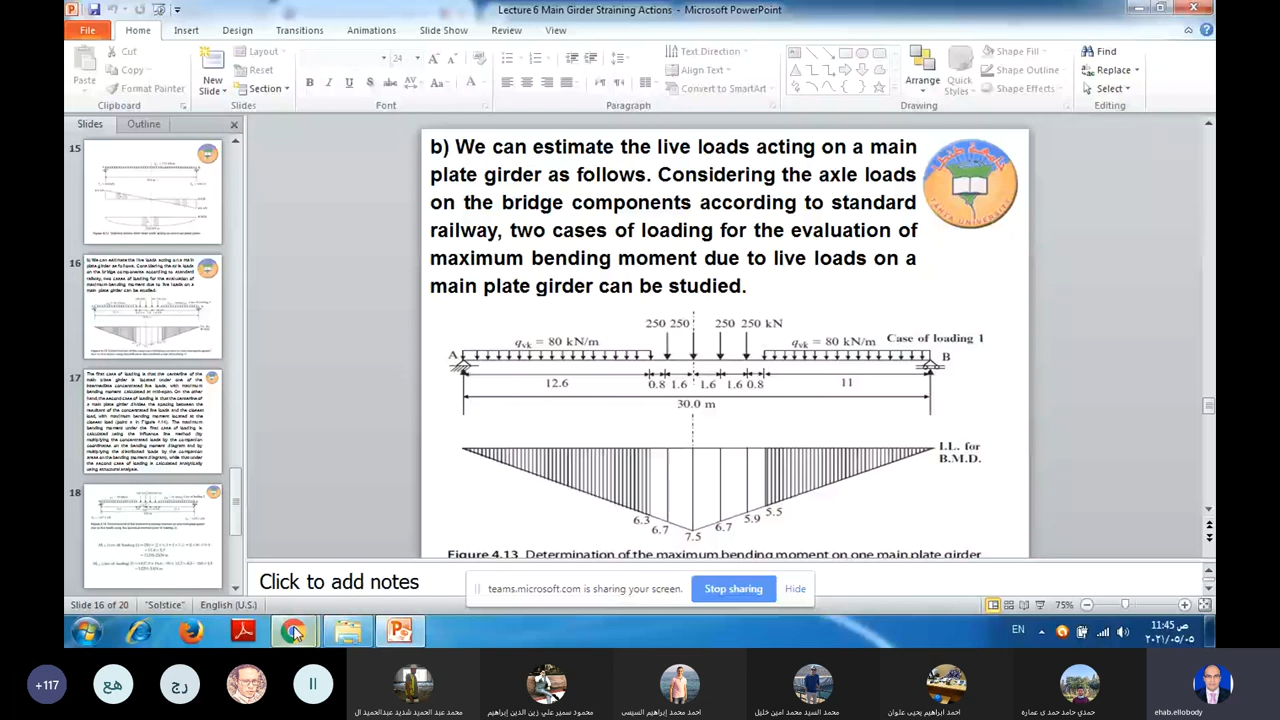 Lecture 6 Main Girder Straining Actions - Microsoft PowerPoint
File Home Insert Design Transitions Animations Slide Show Review View
Paste
Cut
Copy
Format Painter
Clipboard
New Slide
Layout
Reset
Section
Slides
24
Font
Text Direction
Align Text
Convert to SmartArt
Paragraph
Arrange
Quick Styles
Shape Fill
Shape Outline
Shape Effects
Drawing
Find
Replace
Select
Editing
Slides Outline
15
16
17
18
b) We can estimate the live loads acting on a main
plate girder as follows. Considering the axle loads
on the bridge components according to standard
railway, two cases of loading for the evaluation of
maximum bending moment due to live loads on a
main plate girder can be studied.
TANTA UNIVERSITY
250 250 250 250 kN
qvk = 80 kN/m qvk = 80 kN/m Case of loading 1
A B
12.6 0.8 1.6 1.6 1.6 0.8 11
30.0 m
I.L. for
B.M.D.
6.3 6.7 7.5 6.7 5.9 5.5
Figure 4.13 Determination of the maximum bending moment on one main plate girder
Click to add notes
teams.microsoft.com is sharing your screen. Stop sharing Hide
Slide 16 of 20 "Solstice" English (U.S.) 75%
EN
11:45 ص
٢٠٢١/٠٥/٠٥
+117 هع رج
محمد عبد الحميد شديد عبدالحميد ال
محمود سمير علي زين الدين إبراهيم
احمد محمد إبراهيم السيسى
محمد السيد محمد امين خليل
احمد ابراهيم يحيى علوان
حمدي حامد حمد ى عماره
ehab.ellobody